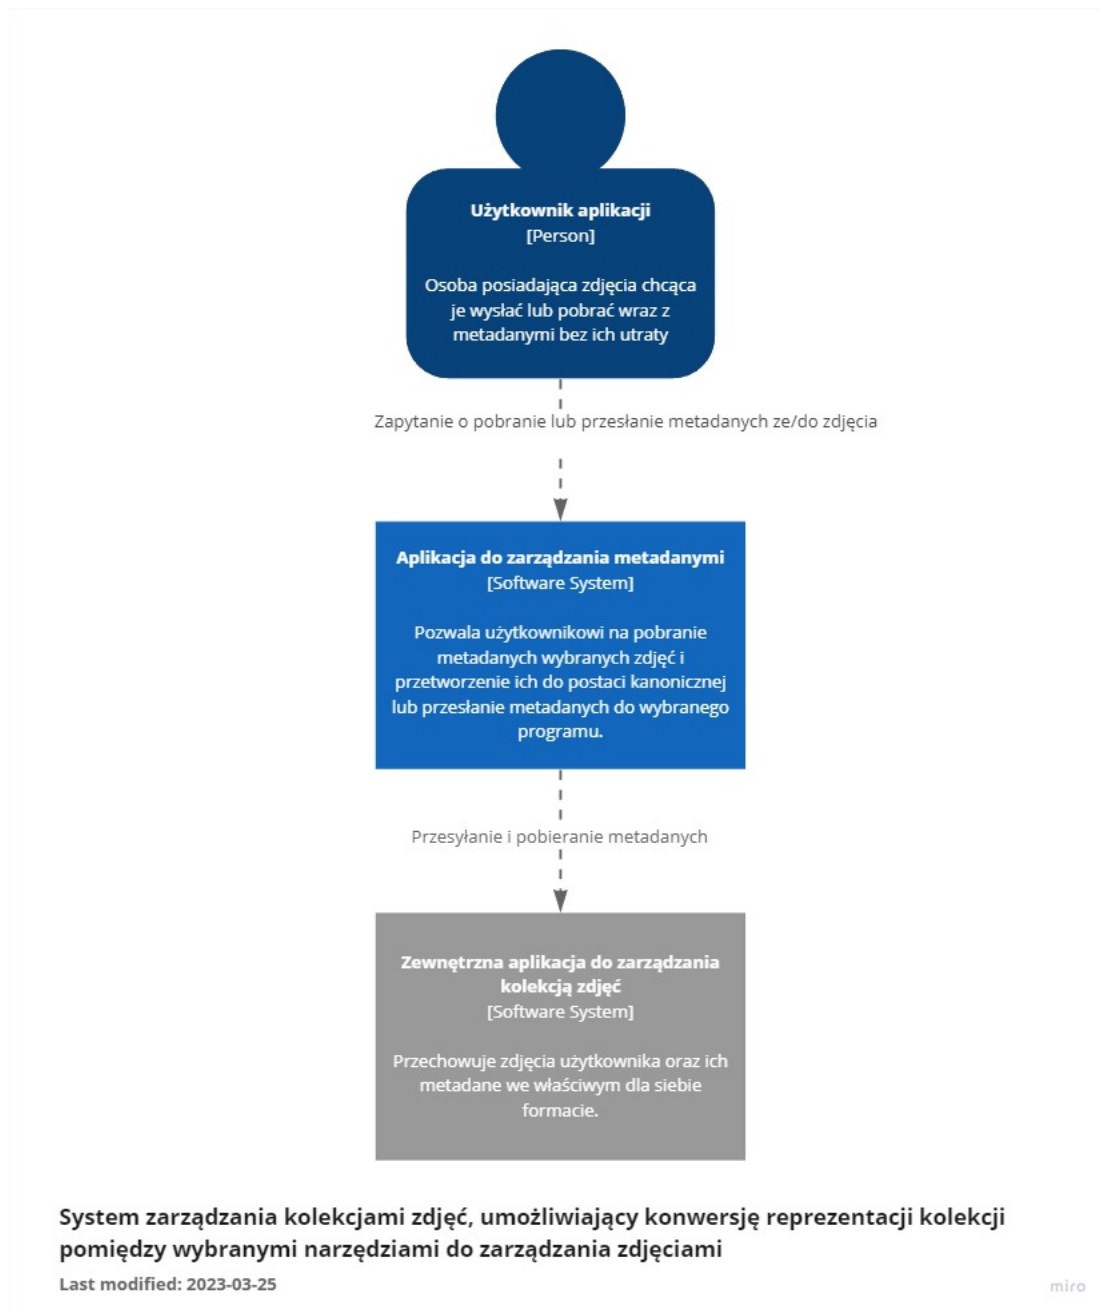 Użytkownik aplikacji
[Person]
Osoba posiadająca zdjęcia chcąca
je wysłać lub pobrać wraz z
metadanymi bez ich utraty
Zapytanie o pobranie lub przesłanie metadanych ze/do zdjęcia
Aplikacja do zarządzania metadanymi
[Software System]
Pozwala użytkownikowi na pobranie
metadanych wybranych zdjęć i
przetworzenie ich do postaci kanonicznej
lub przesłanie metadanych do wybranego
programu.
Przesyłanie i pobieranie metadanych
Zewnętrzna aplikacja do zarządzania
kolekcją zdjęć
[Software System]
Przechowuje zdjęcia użytkownika oraz ich
metadane we właściwym dla siebie
formacie.
System zarządzania kolekcjami zdjęć, umożliwiający konwersję reprezentacji kolekcji
pomiędzy wybranymi narzędziami do zarządzania zdjęciami
Last modified: 2023-03-25
miro